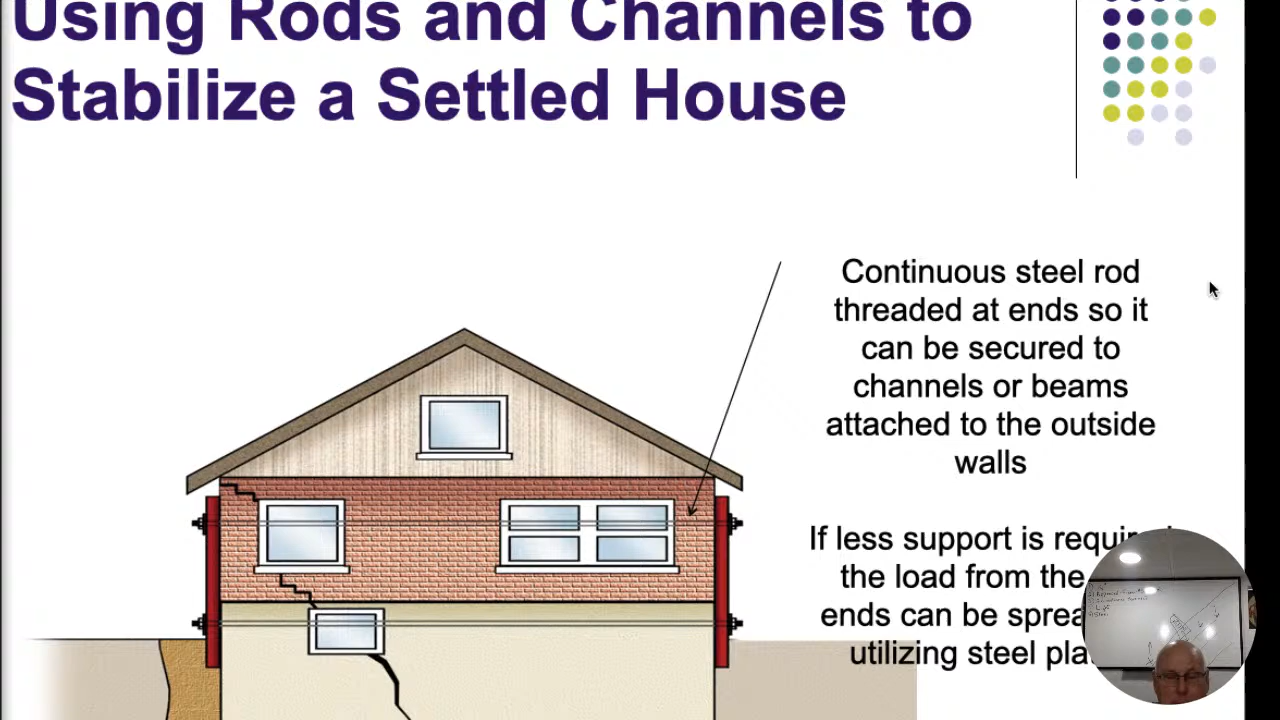 Using Rods and Channels to
Stabilize a Settled House
Continuous steel rod
threaded at ends so it
can be secured to
channels or beams
attached to the outside
walls
If less support is
the load from the
ends can be
utilizing steel